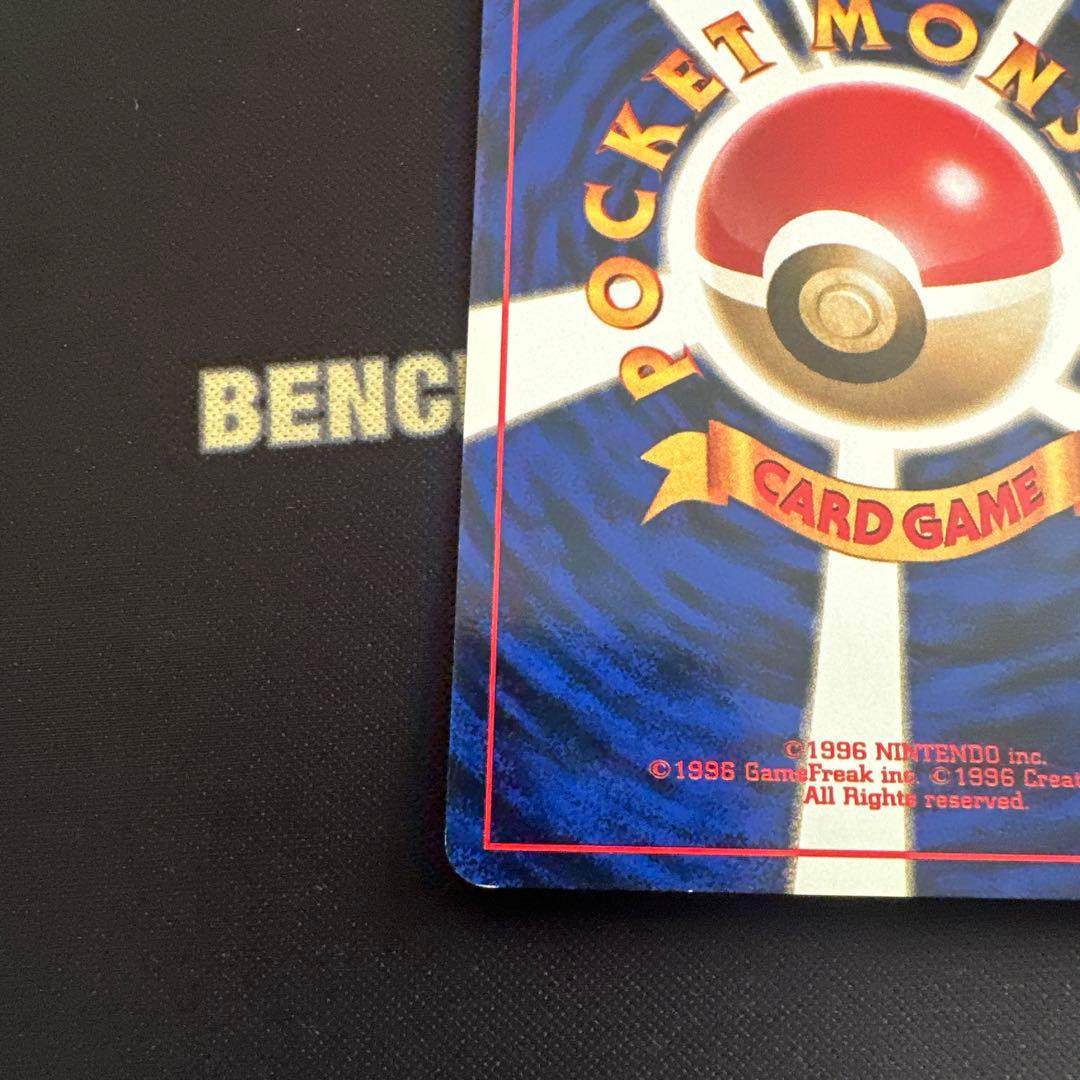 POCKET MONS
BENC
CARD GAME
©1996 NINTENDO inc.
©1996 GameFreak inc. ©1996 Creat
All Rights reserved.